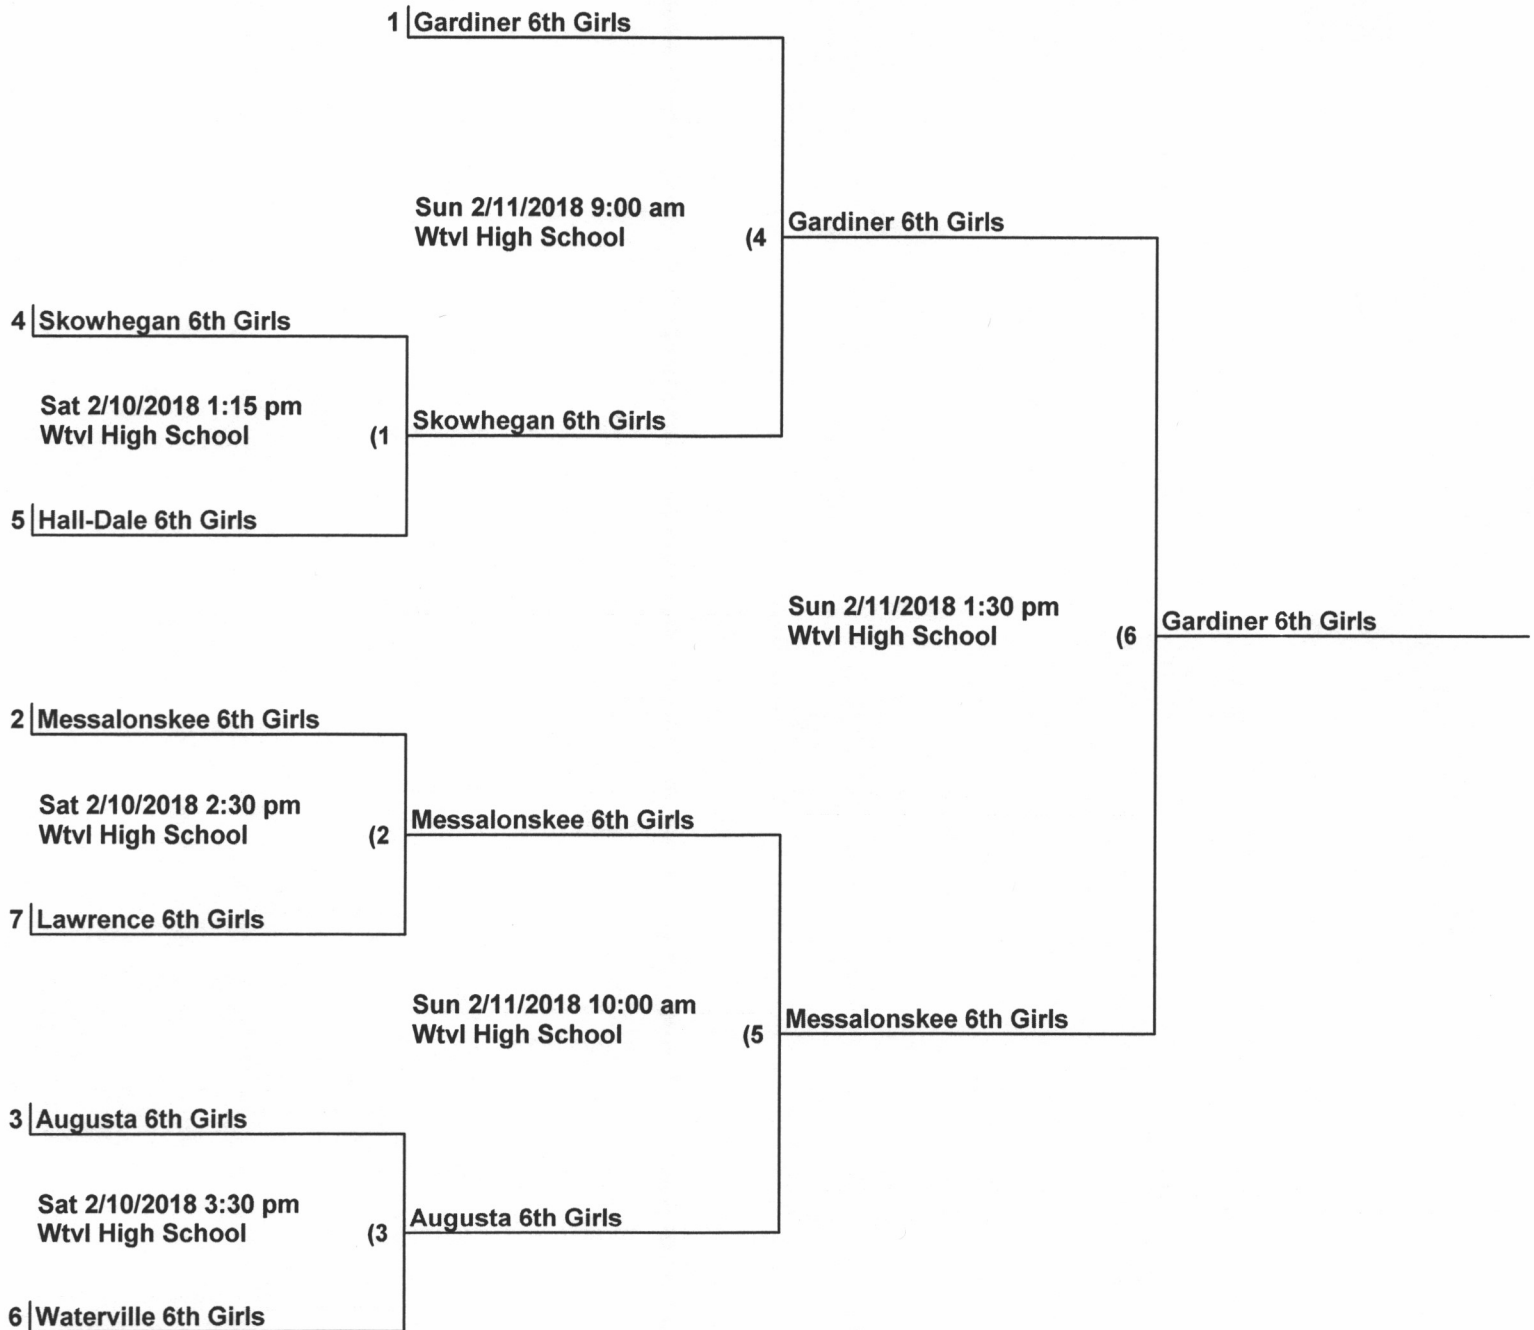 1 Gardiner 6th Girls
Sun 2/11/2018 9:00 am
Wtvl High School (4
Gardiner 6th Girls
4 Skowhegan 6th Girls
Sat 2/10/2018 1:15 pm
Wtvl High School (1
Skowhegan 6th Girls
5 Hall-Dale 6th Girls
Sun 2/11/2018 1:30 pm
Wtvl High School (6
Gardiner 6th Girls
2 Messalonskee 6th Girls
Sat 2/10/2018 2:30 pm
Wtvl High School (2
Messalonskee 6th Girls
7 Lawrence 6th Girls
Sun 2/11/2018 10:00 am
Wtvl High School (5
Messalonskee 6th Girls
3 Augusta 6th Girls
Sat 2/10/2018 3:30 pm
Wtvl High School (3
Augusta 6th Girls
6 Waterville 6th Girls